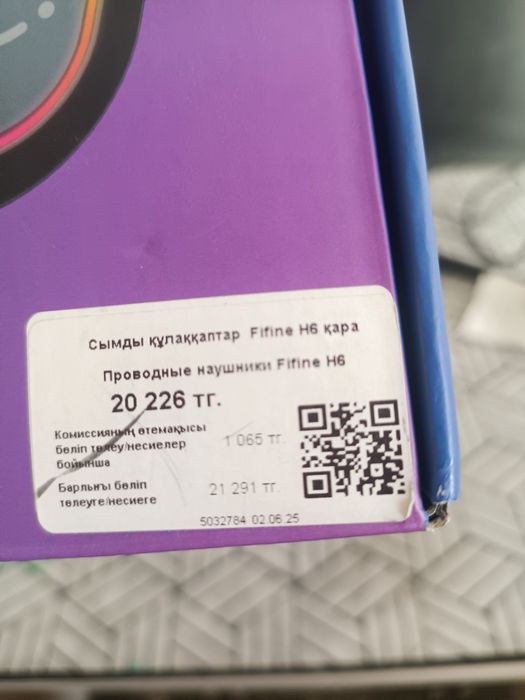 Сымды құлаққаптар Fifine H6 қара
Проводные наушники Fifine H6
20 226 тг.
Комиссияның өтемақысы
бөліп төлеу/несиелер
бойынша
1 065 тг.
Барлығы бөліп
төлеуге/несиеге
21 291 тг.
5032784 02.06.25